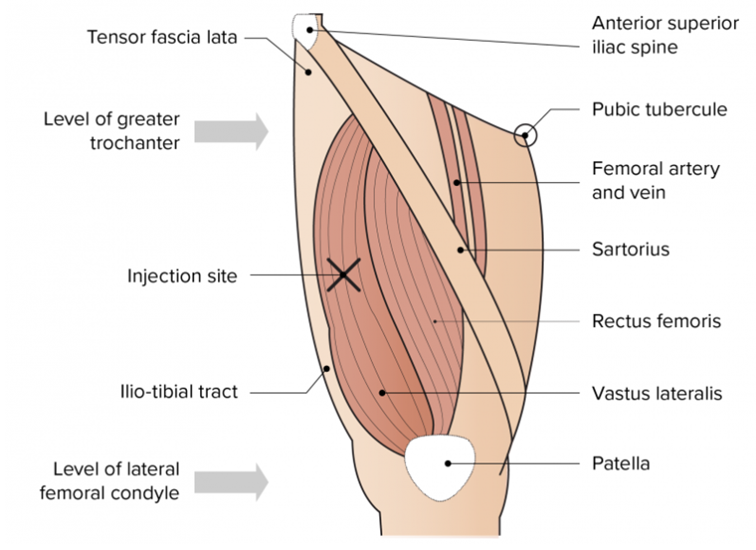 Tensor fascia lata
Level of greater
trochanter
Injection site
Ilio-tibial tract
Level of lateral
femoral condyle
Anterior superior
iliac spine
Pubic tubercule
Femoral artery
and vein
Sartorius
Rectus femoris
Vastus lateralis
Patella